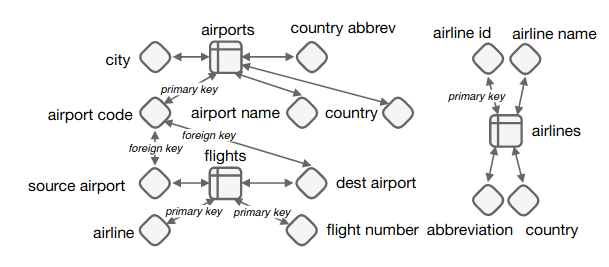 airports
country abbrev
city
primary key
airport code
airport name
country
foreign key
foreign key
flights
source airport
dest airport
primary key
primary key
airline
flight number
airline id
airline name
primary key
airlines
abbreviation
country